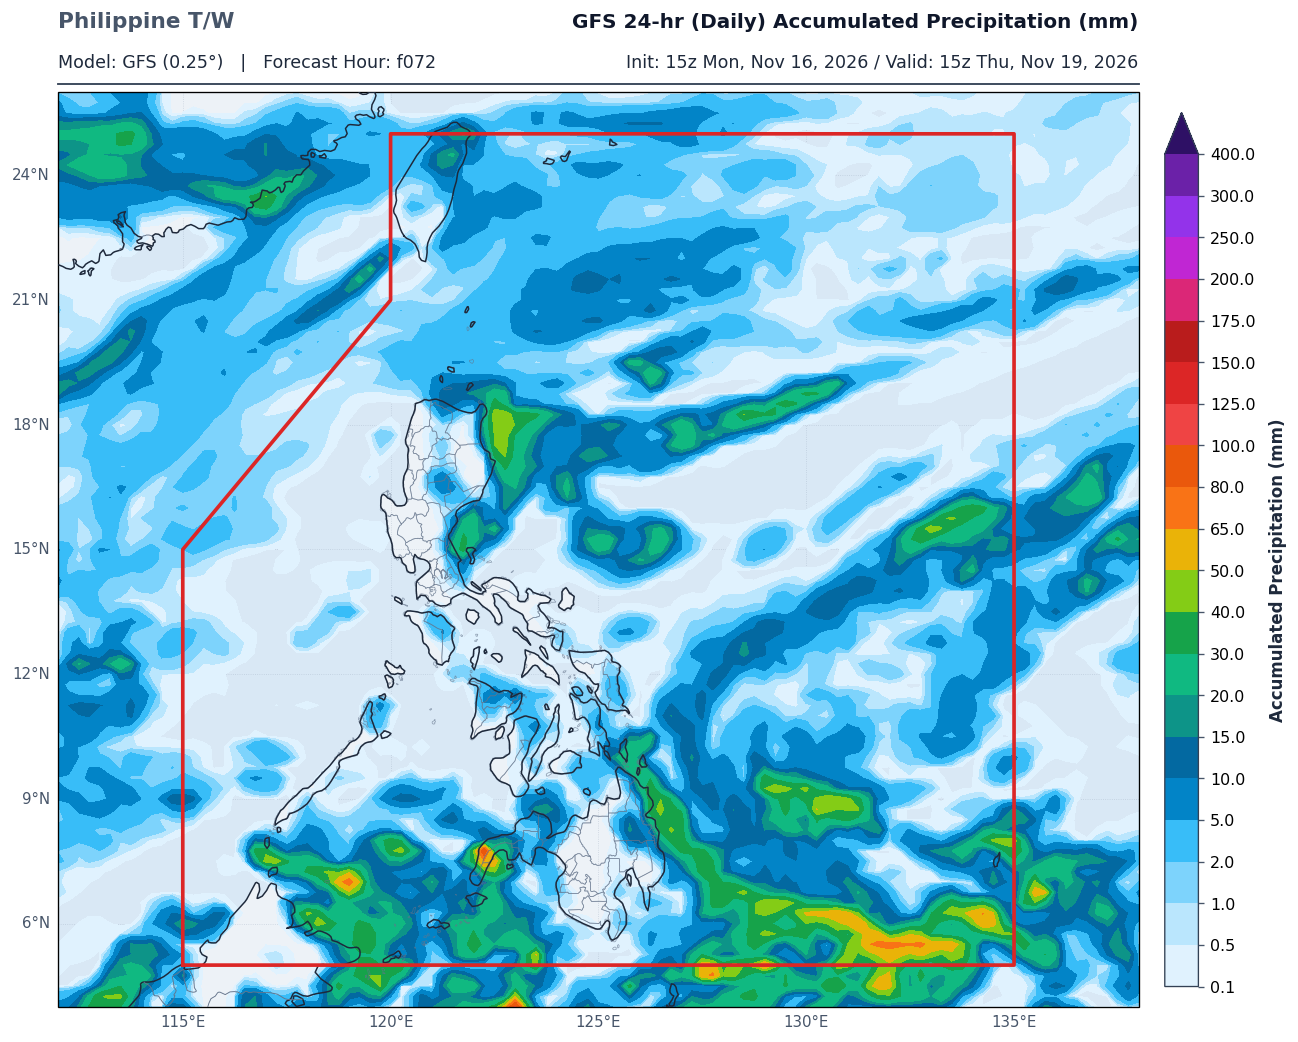 Philippine T/W
GFS 24-hr (Daily) Accumulated Precipitation (mm)
Model: GFS (0.25°)   |   Forecast Hour: f072
Init: 15z Mon, Nov 16, 2026 / Valid: 15z Thu, Nov 19, 2026
24°N
21°N
18°N
15°N
12°N
9°N
6°N
115°E
120°E
125°E
130°E
135°E
400.0
300.0
250.0
200.0
175.0
150.0
125.0
100.0
80.0
65.0
50.0
40.0
30.0
20.0
15.0
10.0
5.0
2.0
1.0
0.5
0.1
Accumulated Precipitation (mm)